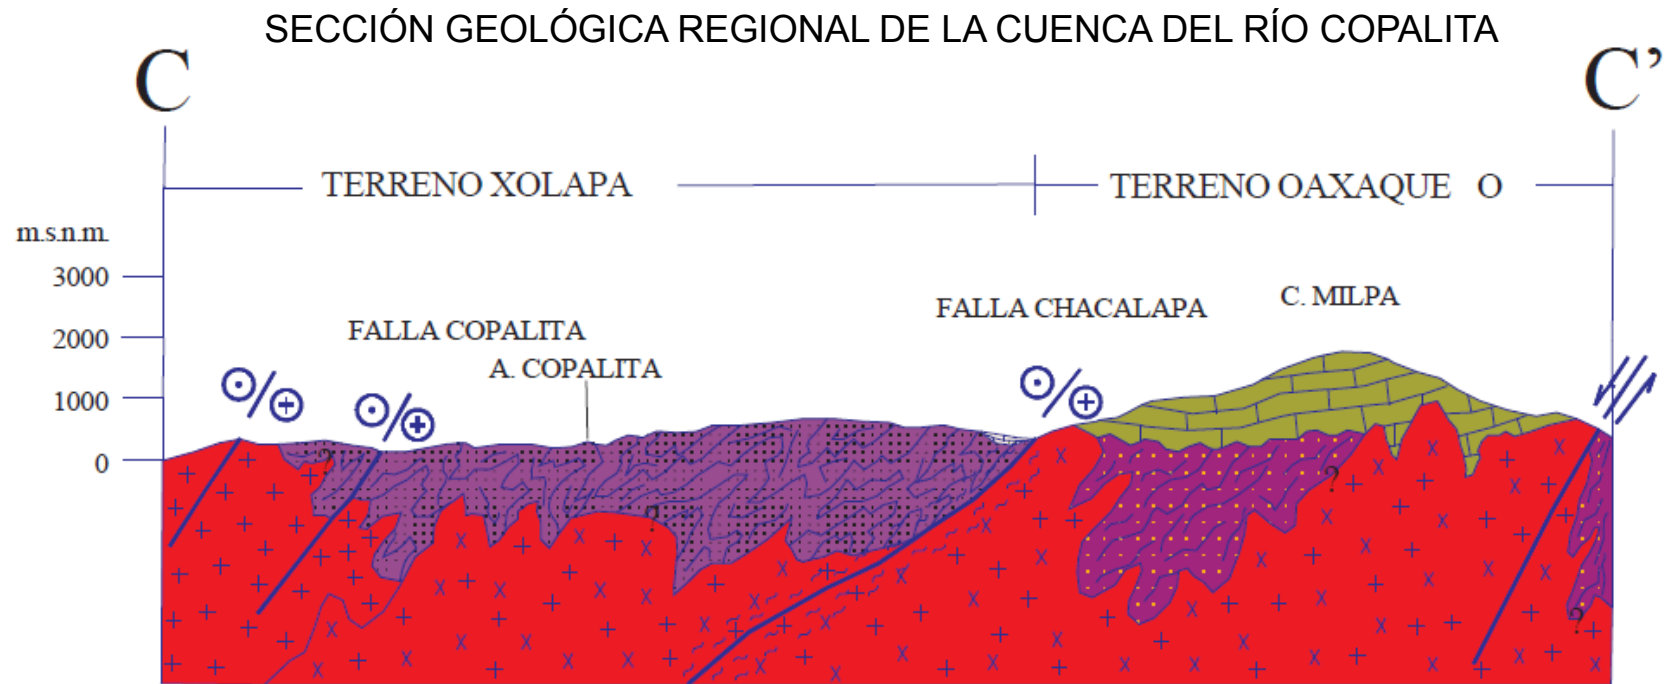 SECCIÓN GEOLÓGICA REGIONAL DE LA CUENCA DEL RÍO COPALITA
C
C’
TERRENO XOLAPA
TERRENO OAXAQUE O
m.s.n.m.
3000
2000
1000
0
FALLA COPALITA
A. COPALITA
FALLA CHACALAPA
C. MILPA
?
?
?
?